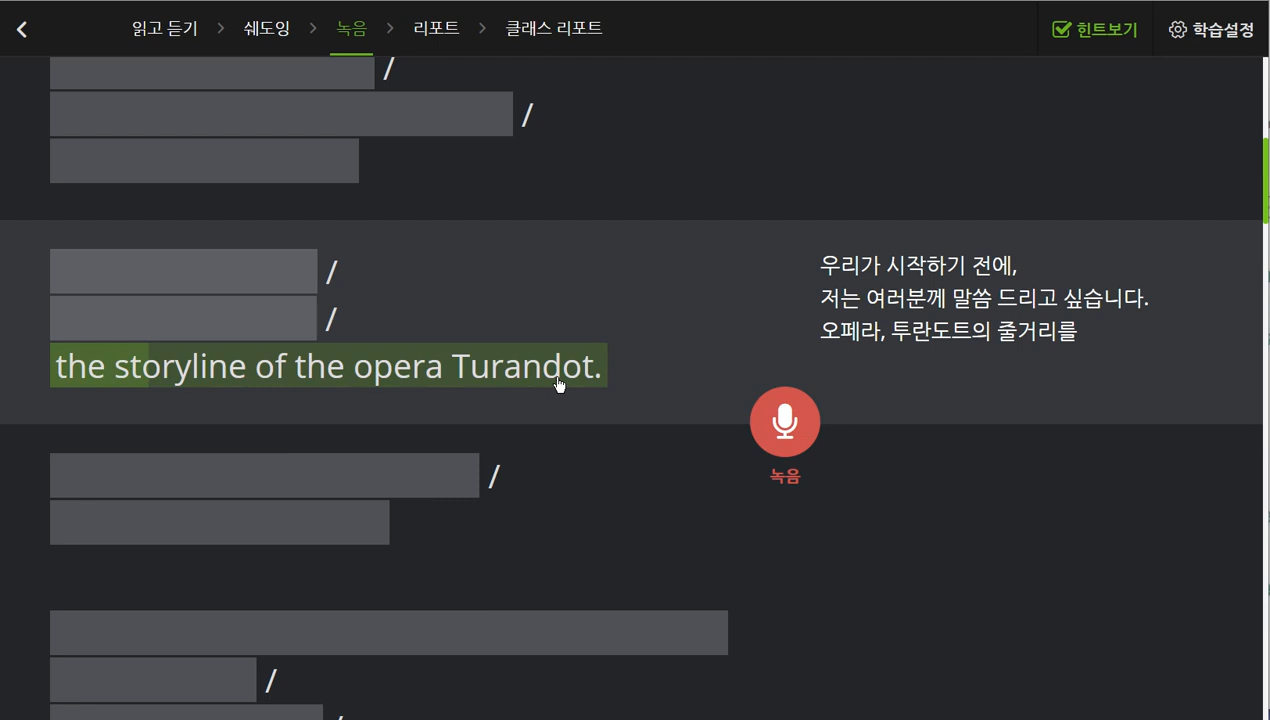 읽고 듣기 > 쉐도잉 > 녹음 > 리포트 > 클래스 리포트 힌트보기 학습설정
/
/
/
/
the storyline of the opera Turandot.
우리가 시작하기 전에,
저는 여러분께 말씀 드리고 싶습니다.
오페라, 투란도트의 줄거리를
녹음
/
/
/